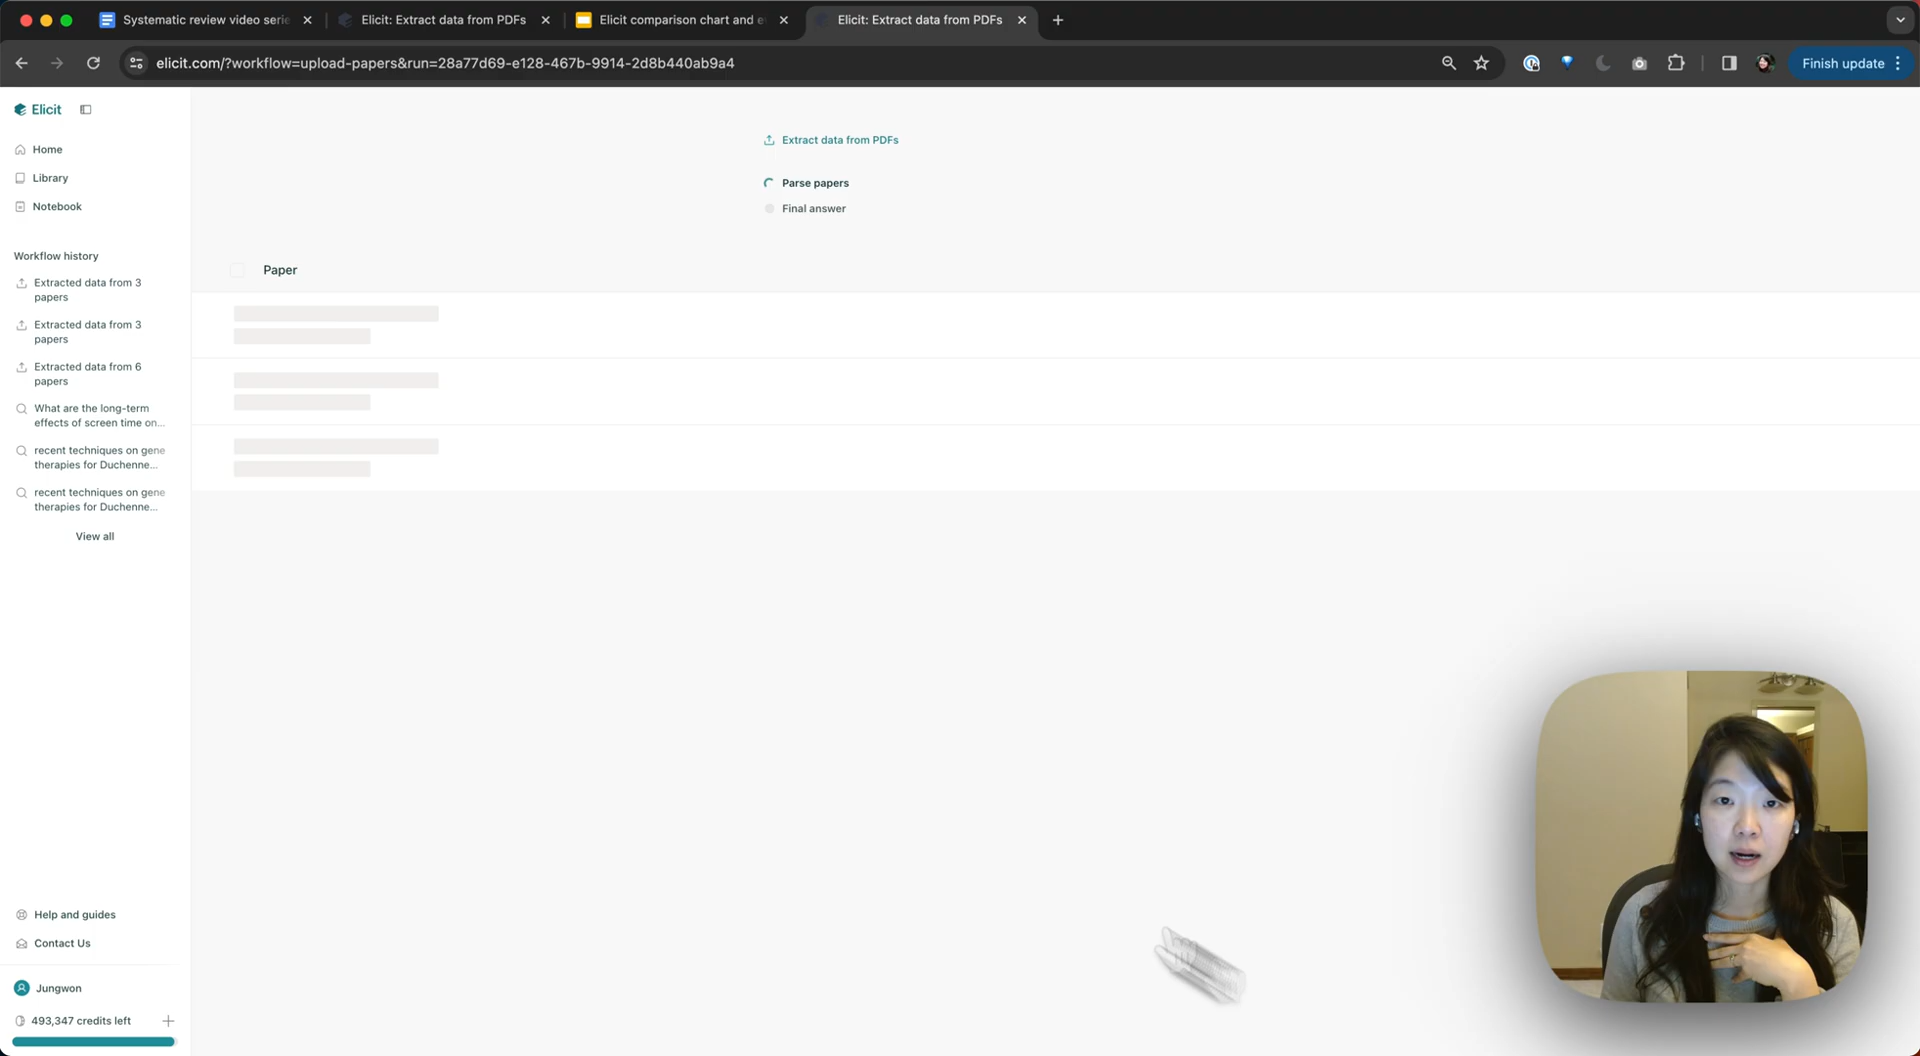 Systematic review video serie
Elicit: Extract data from PDFs
Elicit comparison chart and e
Elicit: Extract data from PDFs
elicit.com/?workflow=upload-papers&run=28a77d69-e128-467b-9914-2d8b440ab9a4
Finish update
Elicit
Home
Library
Notebook
Workflow history
Extracted data from 3
papers
Extracted data from 3
papers
Extracted data from 6
papers
What are the long-term
effects of screen time on...
recent techniques on gene
therapies for Duchenne...
recent techniques on gene
therapies for Duchenne...
View all
Help and guides
Contact Us
Jungwon
493,347 credits left
Extract data from PDFs
Parse papers
Final answer
Paper